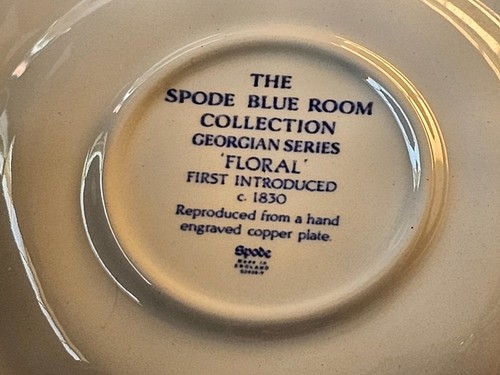 THE
SPODE BLUE ROOM
COLLECTION
GEORGIAN SERIES
'FLORAL'
FIRST INTRODUCED
c. 1830
Reproduced from a hand
engraved copper plate.
Spode
MADE IN
ENGLAND